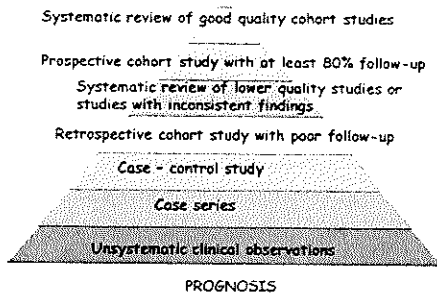 Systematic review of good quality cohort studies
Prospective cohort study with at least 80% follow-up
Systematic review of lower quality studies or
studies with inconsistent findings
Retrospective cohort study with poor follow-up
Case - control study
Case series
Unsystematic clinical observations
PROGNOSIS